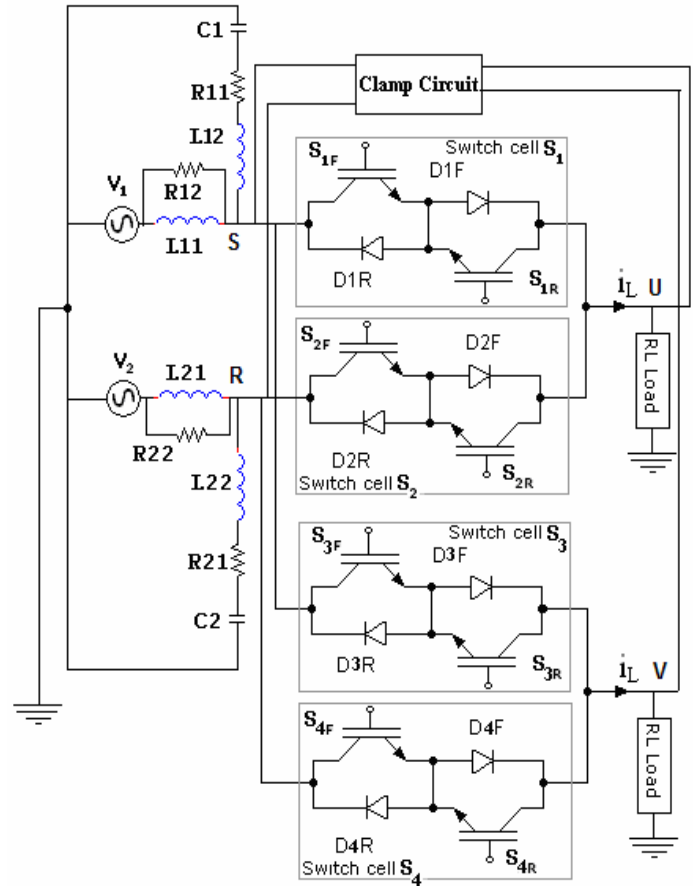 C1
R11
Clamp Circuit
L12
S1F
Switch cell S1
D1F
V1
R12
L11
S
D1R
S1R
iL U
RL Load
S2F
D2F
V2
L21
R
R22
D2R
S2R
Switch cell S2
L22
R21
C2
S3F
Switch cell S3
D3F
D3R
S3R
iL V
RL Load
S4F
D4F
D4R
S4R
Switch cell S4